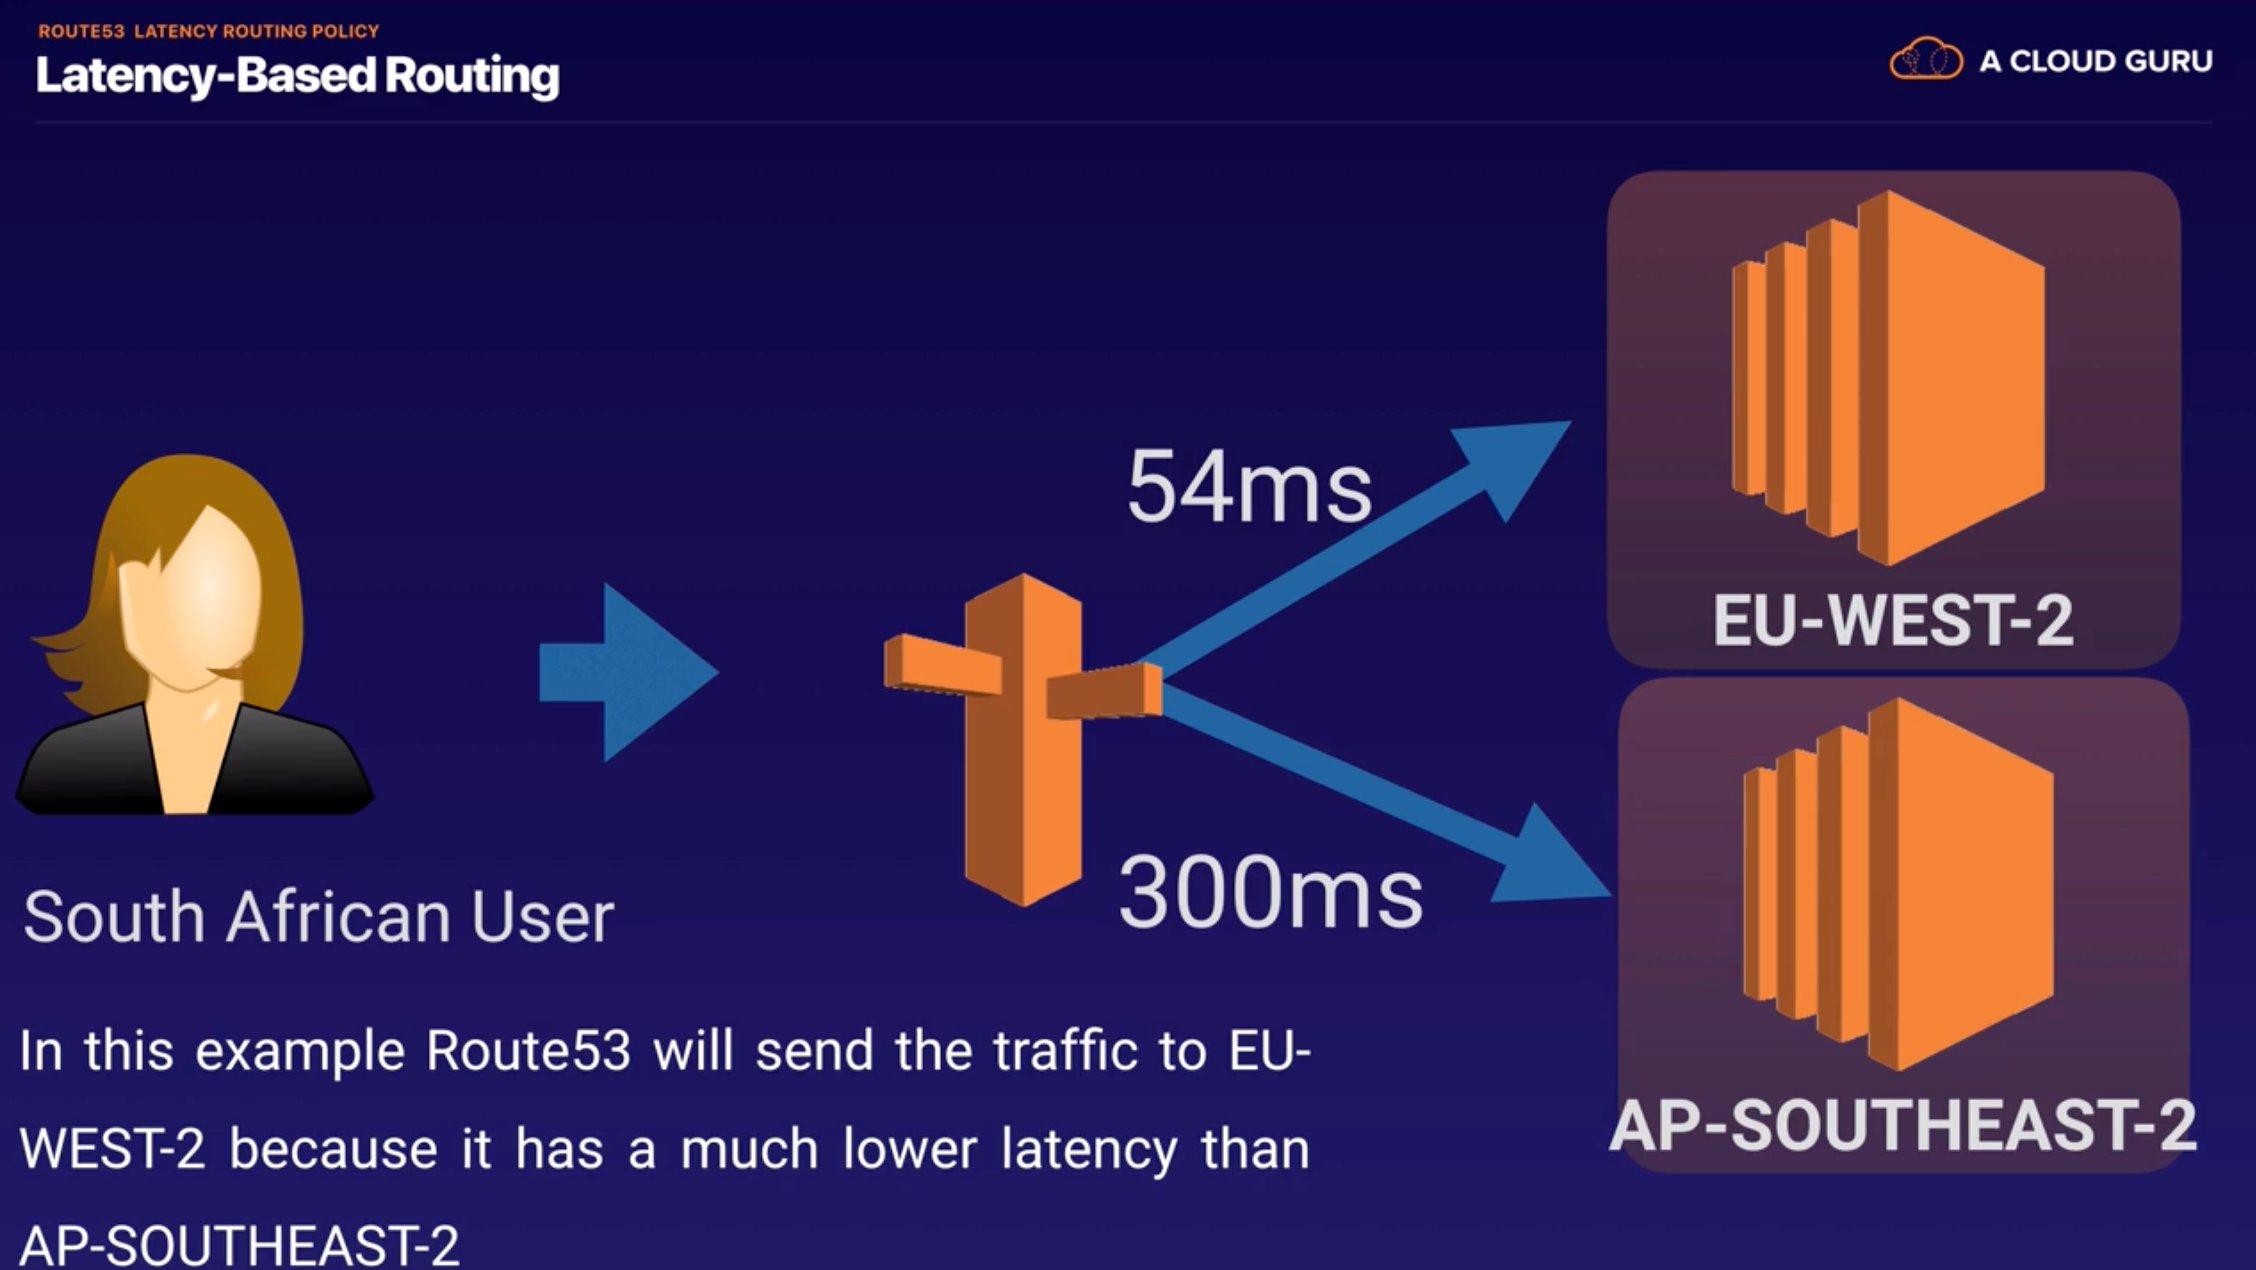 ROUTE53 LATENCY ROUTING POLICY
Latency-Based Routing
A CLOUD GURU
54ms
EU-WEST-2
300ms
South African User
AP-SOUTHEAST-2
In this example Route53 will send the traffic to EU-
WEST-2 because it has a much lower latency than
AP-SOUTHEAST-2